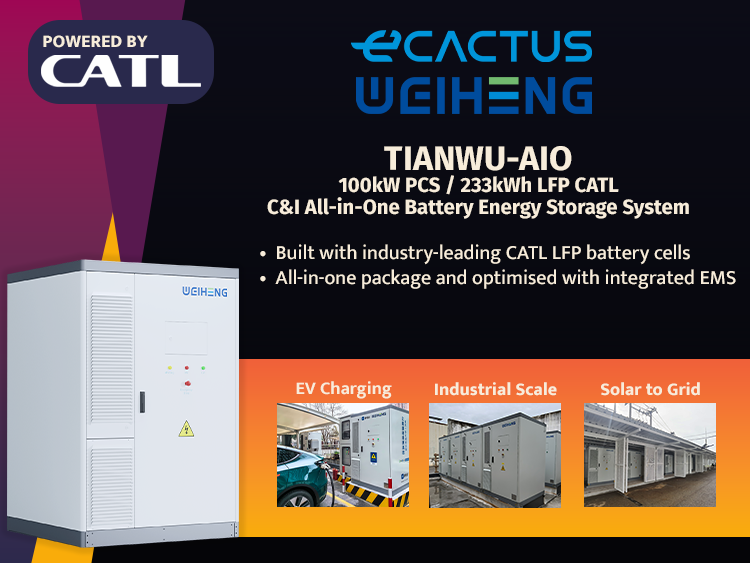 POWERED BY
CATL
eCACTUS
WEIHENG
TIANWU-AIO
100kW PCS / 233kWh LFP CATL
C&I All-in-One Battery Energy Storage System
• Built with industry-leading CATL LFP battery cells
• All-in-one package and optimised with integrated EMS
WEIHENG
EV Charging
Industrial Scale
Solar to Grid